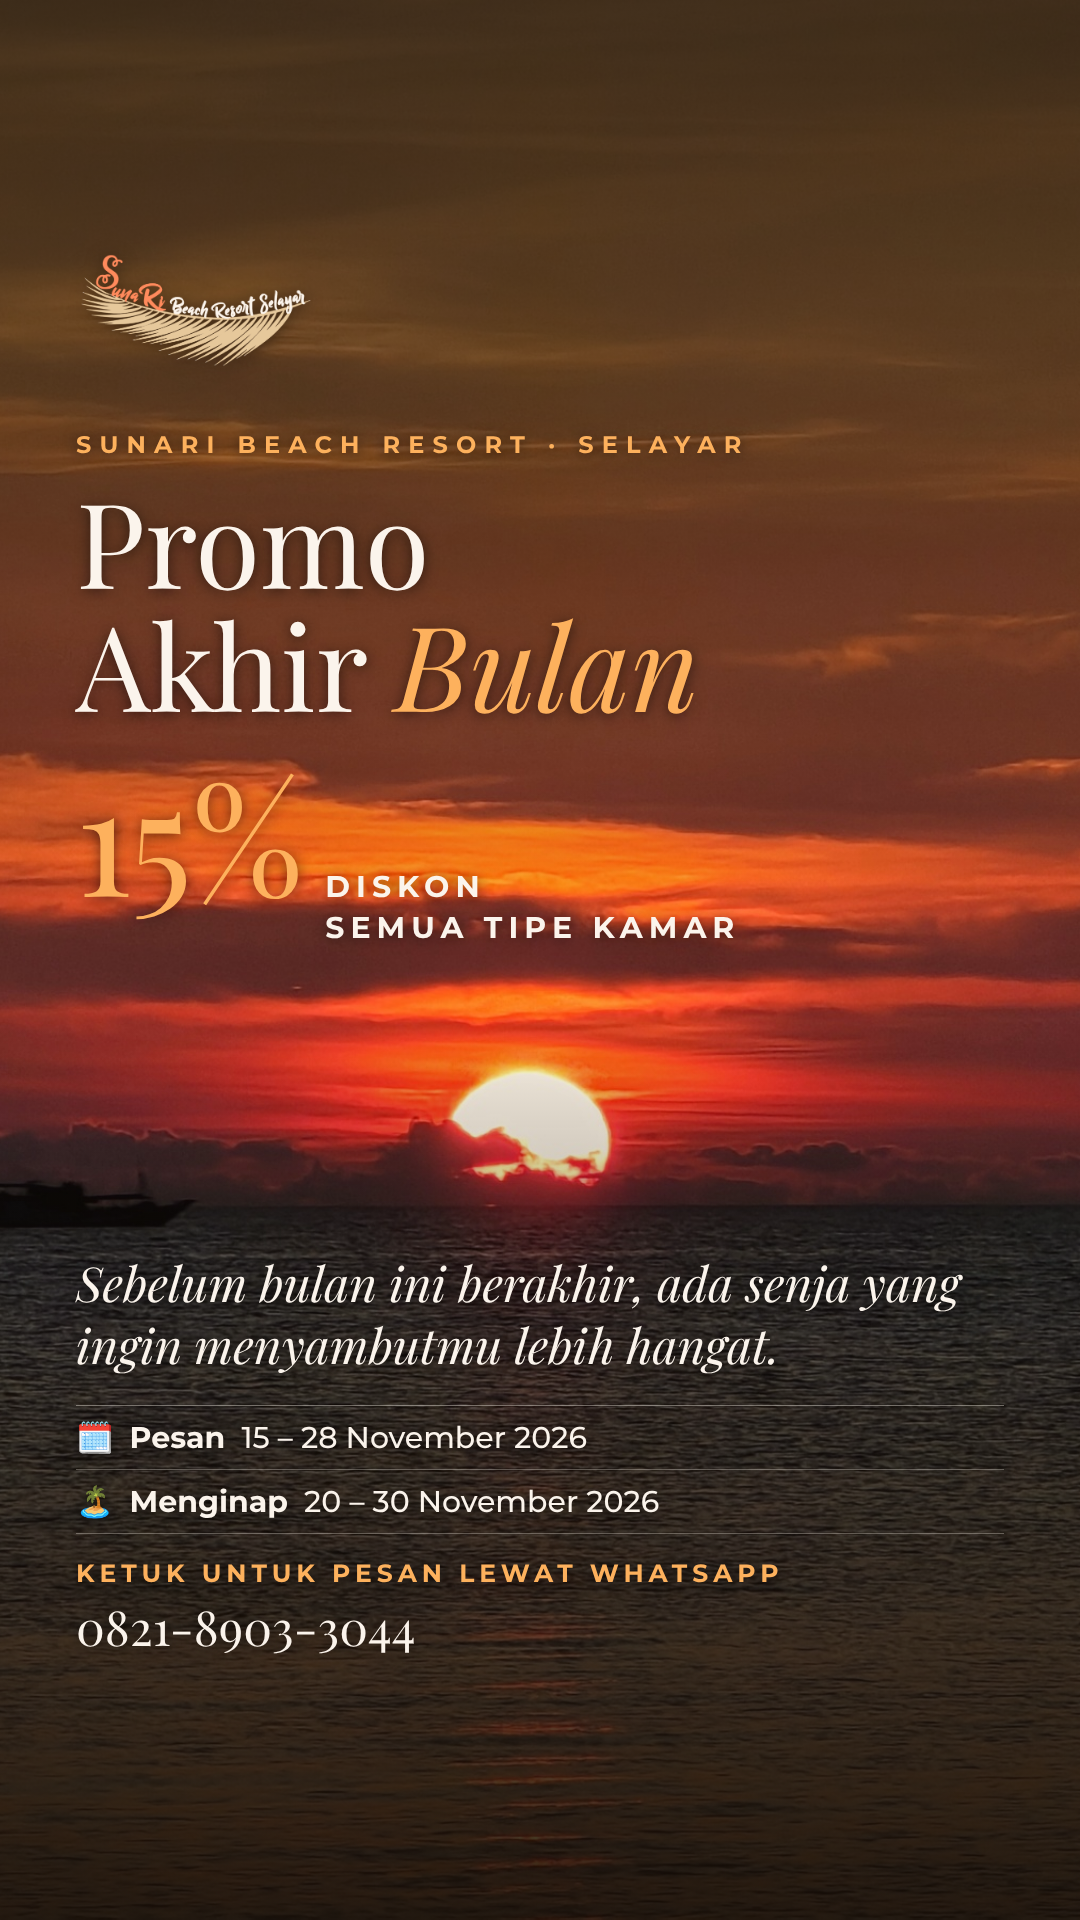 SunaRi Beach Resort Selayar
SUNARI BEACH RESORT · SELAYAR
Promo
Akhir Bulan
15% DISKON
SEMUA TIPE KAMAR
Sebelum bulan ini berakhir, ada senja yang
ingin menyambutmu lebih hangat.
Pesan 15 – 28 November 2026
Menginap 20 – 30 November 2026
KETUK UNTUK PESAN LEWAT WHATSAPP
0821-8903-3044